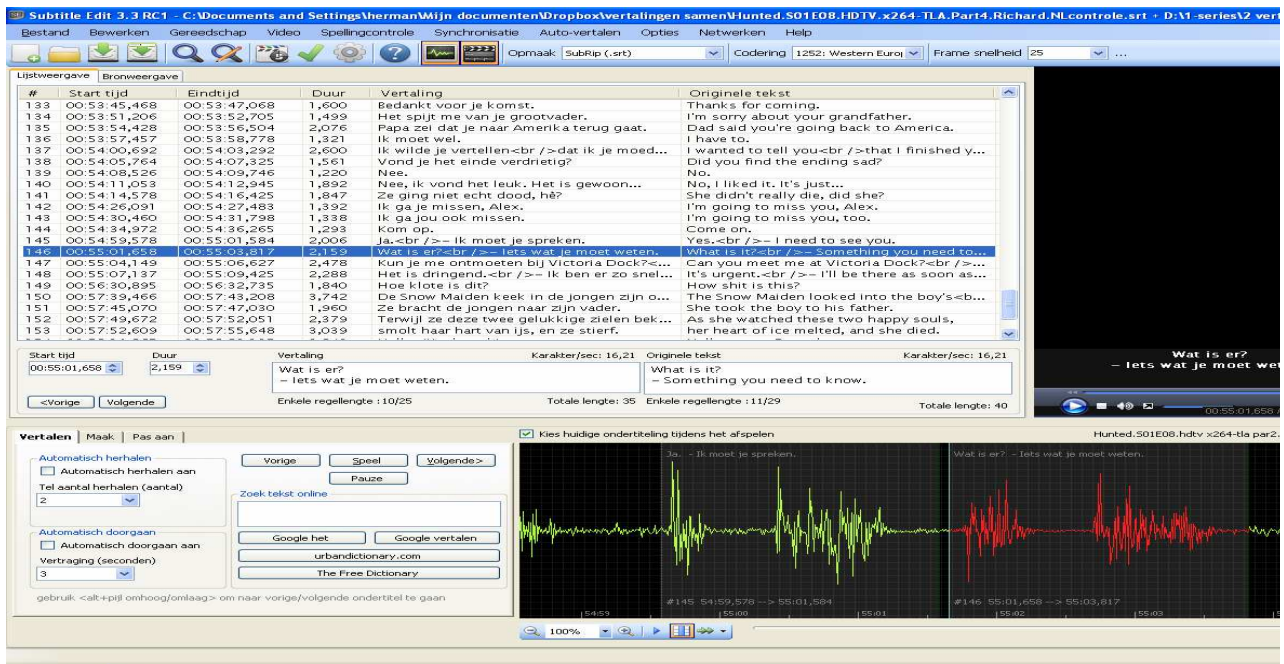 Subtitle Edit 3.3 RC1 - C:\Documents and Settings\herman\Mijn documenten\Dropbox\vertalingen samen\Hunted.S01E08.HDTV.x264-TLA.Part4.Richard.NLcontrole.srt + D:\1-series\2 vert
Bestand Bewerken Gereedschap Video Spellingcontrole Synchronisatie Auto-vertalen Opties Netwerken Help
Opmaak SubRip (.srt) Codering 1252: Western Euroj Frame snelheid 25 ...
Lijstweergave Bronweergave
# Start tijd Eindtijd Duur Vertaling Originele tekst
133 00:53:45,468 00:53:47,068 1,600 Bedankt voor je komst. Thanks for coming.
134 00:53:51,206 00:53:52,705 1,499 Het spijt me van je grootvader. I'm sorry about your grandfather.
135 00:53:54,428 00:53:56,504 2,076 Papa zei dat je naar Amerika terug gaat. Dad said you're going back to America.
136 00:53:57,457 00:53:58,778 1,321 Ik moet wel. I have to.
137 00:54:00,692 00:54:03,292 2,600 Ik wilde je vertellen<br />dat ik je moed... I wanted to tell you<br />that I finished y...
138 00:54:05,764 00:54:07,325 1,561 Vond je het einde verdrietig? Did you find the ending sad?
139 00:54:08,526 00:54:09,746 1,220 Nee. No.
140 00:54:11,053 00:54:12,945 1,892 Nee, ik vond het leuk. Het is gewoon... No, I liked it. It's just...
141 00:54:14,578 00:54:16,425 1,847 Ze ging niet echt dood, hè? She didn't really die, did she?
142 00:54:26,091 00:54:27,483 1,392 Ik ga je missen, Alex. I'm going to miss you, Alex.
143 00:54:30,460 00:54:31,798 1,338 Ik ga jou ook missen. I'm going to miss you, too.
144 00:54:34,972 00:54:36,265 1,293 Kom op. Come on.
145 00:54:59,578 00:55:01,584 2,006 Ja.<br />– Ik moet je spreken. Yes.<br />– I need to see you.
146 00:55:01,658 00:55:03,817 2,159 Wat is er?<br />– Iets wat je moet weten. What is it?<br />– Something you need to...
147 00:55:04,149 00:55:06,627 2,478 Kun je me ontmoeten bij Victoria Dock?<... Can you meet me at Victoria Dock?<br />...
148 00:55:07,137 00:55:09,425 2,288 Het is dringend.<br />– Ik ben er zo snel... It's urgent.<br />– I'll be there as soon as...
149 00:56:30,895 00:56:32,735 1,840 Hoe klote is dit? How shit is this?
150 00:57:39,466 00:57:43,208 3,742 De Snow Maiden keek in de jongen zijn o... The Snow Maiden looked into the boy's<b...
151 00:57:45,070 00:57:47,030 1,960 Ze bracht de jongen naar zijn vader. She took the boy to his father.
152 00:57:49,672 00:57:52,051 2,379 Terwijl ze deze twee gelukkige zielen bek... As she watched these two happy souls,
153 00:57:52,609 00:57:55,648 3,039 smolt haar hart van ijs, en ze stierf. her heart of ice melted, and she died.
Start tijd Duur Vertaling Karakter/sec: 16,21 Originele tekst Karakter/sec: 16,21
00:55:01,658 2,159
Wat is er?
– Iets wat je moet weten.
What is it?
– Something you need to know.
<Vorige Volgende Enkele regellengte :10/25 Totale lengte: 35 Enkele regellengte :11/29 Totale lengte: 40
Wat is er?
– Iets wat je moet wet
00:55:01,658 /
Vertalen Maak Pas aan
Automatisch herhalen
Automatisch herhalen aan
Tel aantal herhalen (aantal)
2
Automatisch doorgaan
Automatisch doorgaan aan
Vertraging (seconden)
3
Vorige Speel Volgende>
Pauze
Zoek tekst online
Google het Google vertalen
urbandictionary.com
The Free Dictionary
gebruik <alt+pijl omhoog/omlaag> om naar vorige/volgende ondertitel te gaan
Kies huidige ondertiteling tijdens het afspelen Hunted.S01E08.hdtv x264-tla par2.
Ja. - Ik moet je spreken. Wat is er? - Iets wat je moet weten.
#145 54:59,578 --> 55:01,584 #146 55:01,658 --> 55:03,817
54:59 55:00 55:01 55:02 55:03
100%